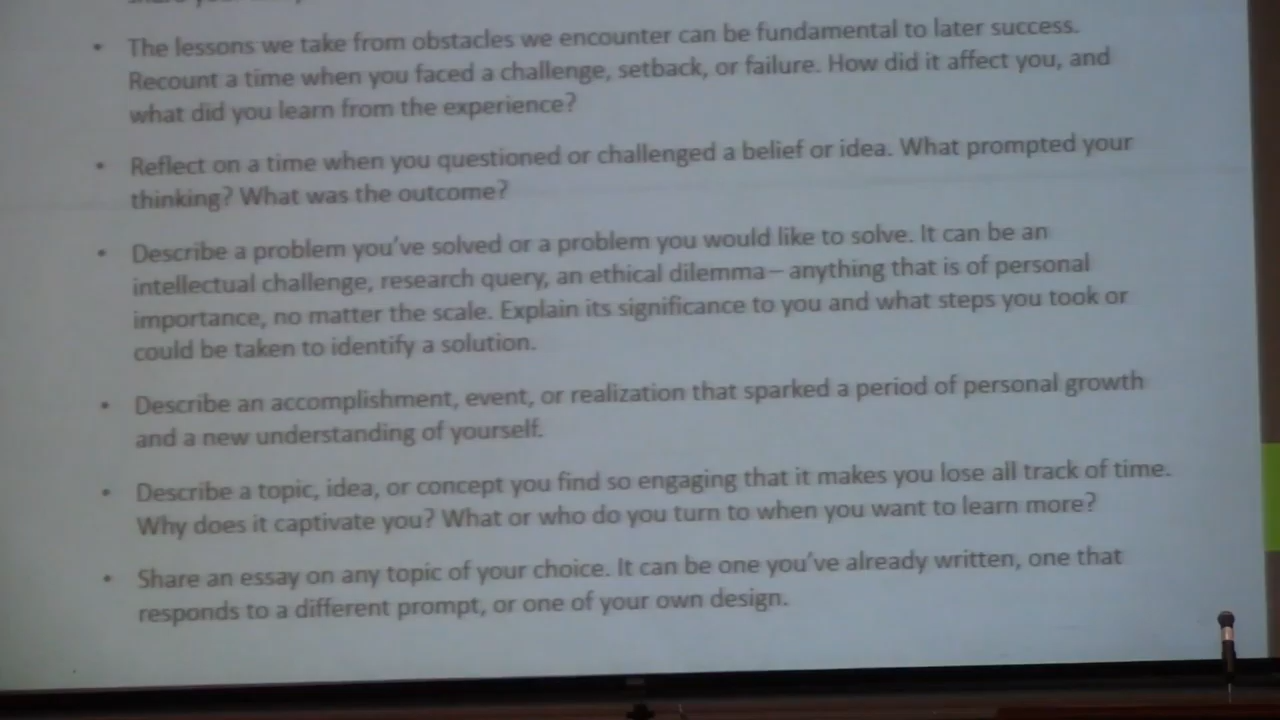 • The lessons we take from obstacles we encounter can be fundamental to later success.
Recount a time when you faced a challenge, setback, or failure. How did it affect you, and
what did you learn from the experience?
• Reflect on a time when you questioned or challenged a belief or idea. What prompted your
thinking? What was the outcome?
• Describe a problem you've solved or a problem you would like to solve. It can be an
intellectual challenge, research query, an ethical dilemma – anything that is of personal
importance, no matter the scale. Explain its significance to you and what steps you took or
could be taken to identify a solution.
• Describe an accomplishment, event, or realization that sparked a period of personal growth
and a new understanding of yourself.
• Describe a topic, idea, or concept you find so engaging that it makes you lose all track of time.
Why does it captivate you? What or who do you turn to when you want to learn more?
• Share an essay on any topic of your choice. It can be one you've already written, one that
responds to a different prompt, or one of your own design.